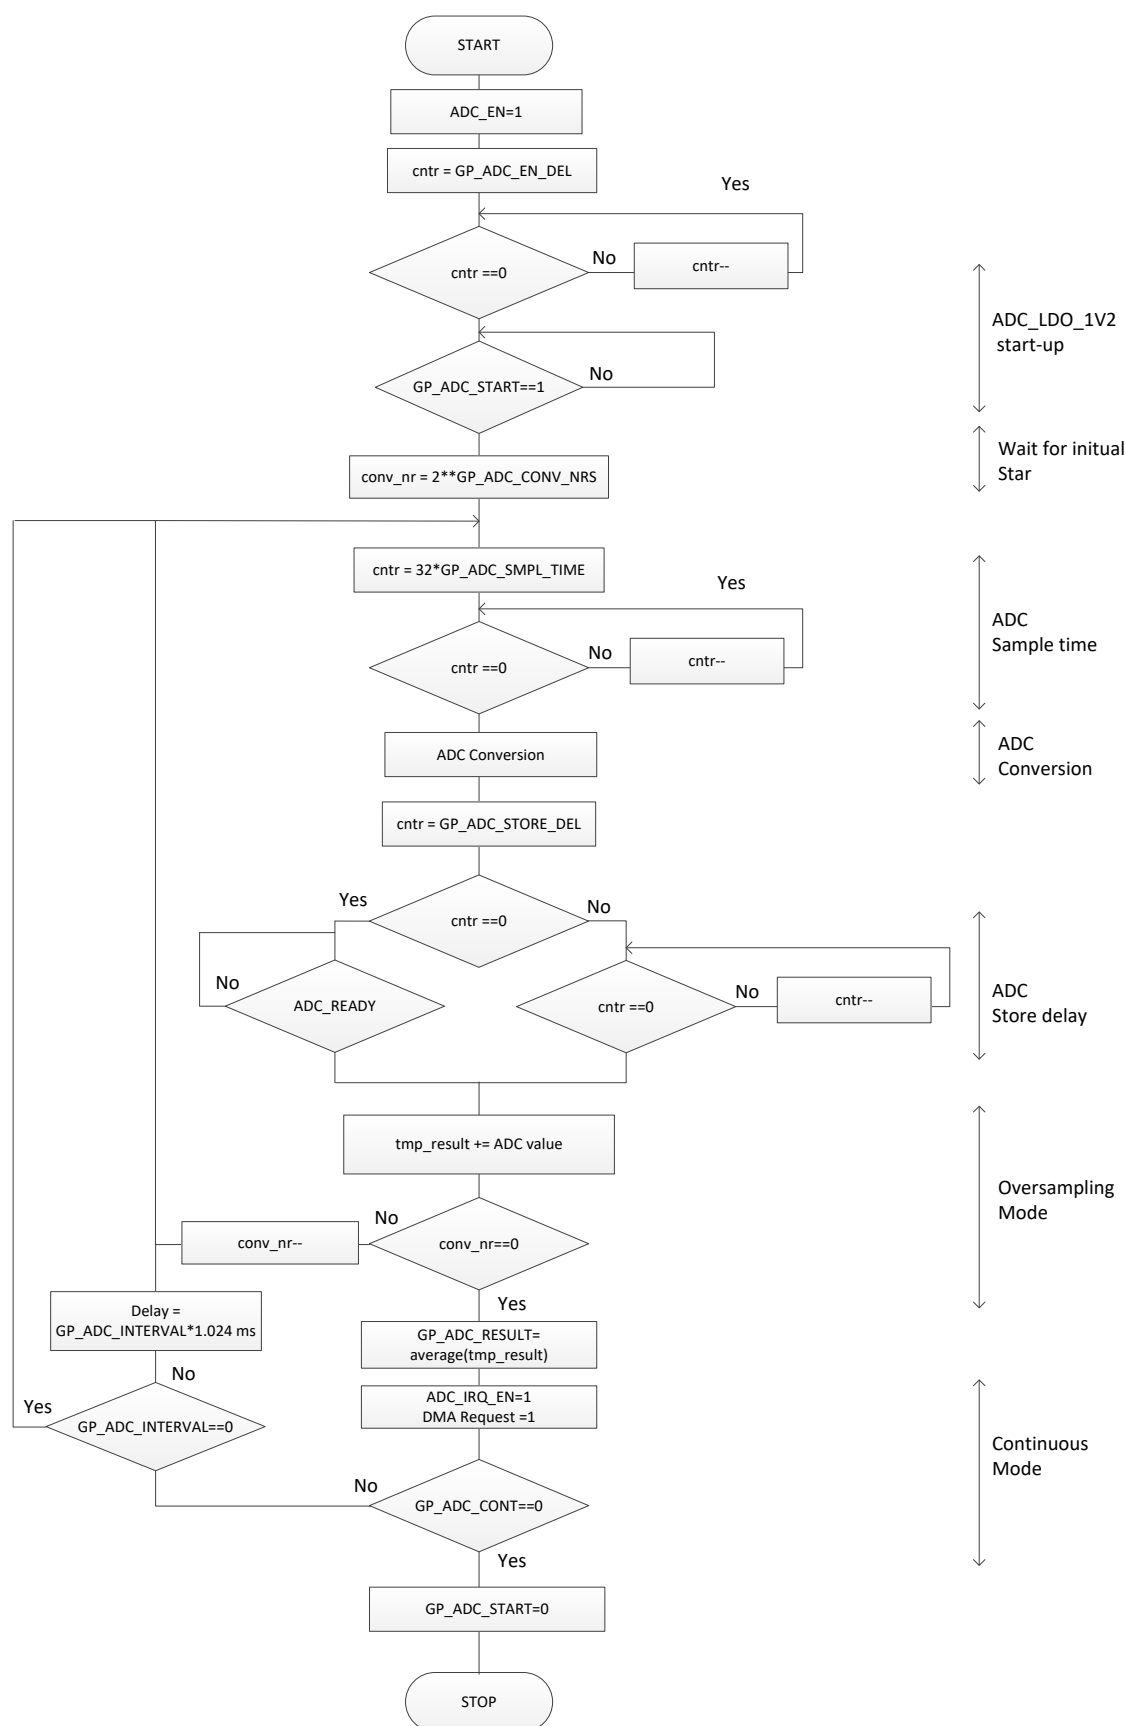 START
ADC_EN=1
cntr = GP_ADC_EN_DEL
Yes
cntr ==0
No
cntr--
ADC_LDO_1V2
start-up
GP_ADC_START==1
No
Wait for initual
Star
conv_nr = 2**GP_ADC_CONV_NRS
cntr = 32*GP_ADC_SMPL_TIME
Yes
ADC
Sample time
cntr ==0
No
cntr--
ADC Conversion
ADC
Conversion
cntr = GP_ADC_STORE_DEL
Yes
cntr ==0
No
No
ADC_READY
cntr ==0
No
cntr--
ADC
Store delay
tmp_result += ADC value
Oversampling
Mode
conv_nr--
No
conv_nr==0
Yes
Delay =
GP_ADC_INTERVAL*1.024 ms
GP_ADC_RESULT=
average(tmp_result)
No
Yes
GP_ADC_INTERVAL==0
ADC_IRQ_EN=1
DMA Request =1
Continuous
Mode
No
GP_ADC_CONT==0
Yes
GP_ADC_START=0
STOP